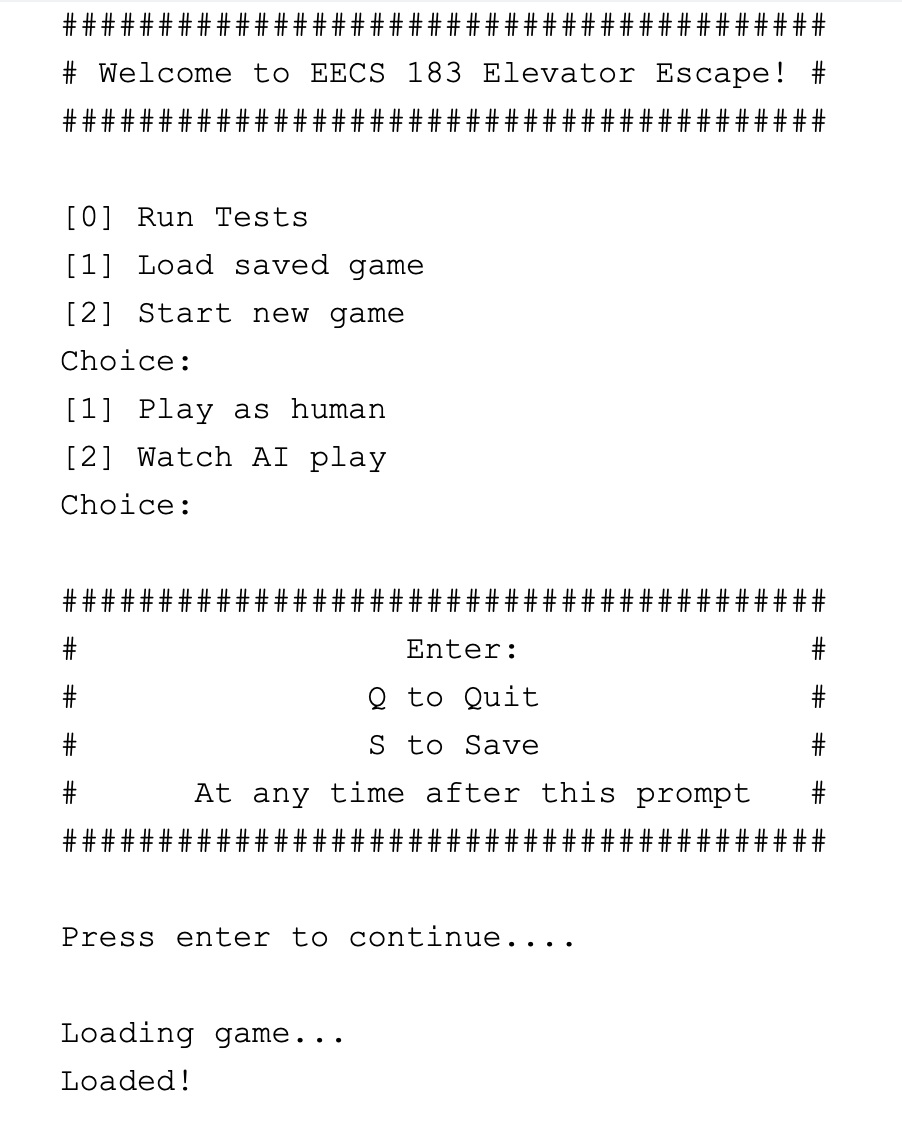 ########################################
# Welcome to EECS 183 Elevator Escape! #
########################################
[0] Run Tests
[1] Load saved game
[2] Start new game
Choice:
[1] Play as human
[2] Watch AI play
Choice:
########################################
#                 Enter:               #
#               Q to Quit              #
#               S to Save              #
#      At any time after this prompt   #
########################################
Press enter to continue....
Loading game...
Loaded!